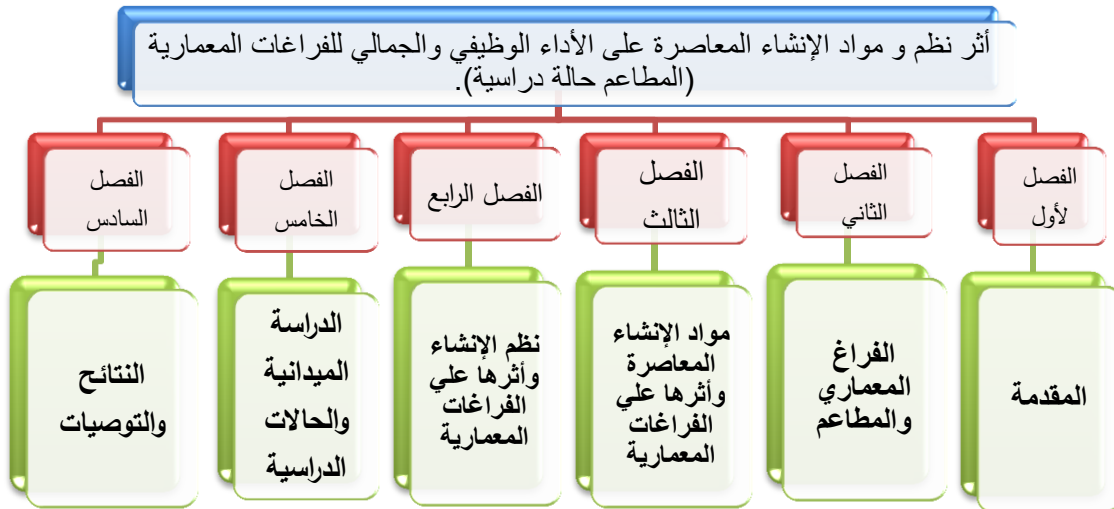 أثر نظم و مواد الإنشاء المعاصرة على الأداء الوظيفي والجمالي للفراغات المعمارية
(المطاعم حالة دراسية).
الفصل
لأول
الفصل
الثاني
الفصل
الثالث
الفصل الرابع
الفصل
الخامس
الفصل
السادس
المقدمة
الفراغ
المعماري
والمطاعم
مواد الإنشاء
المعاصرة
وأثرها علي
الفراغات
المعمارية
نظم الإنشاء
وأثرها علي
الفراغات
المعمارية
الدراسة
الميدانية
والحالات
الدراسية
النتائح
والتوصيات